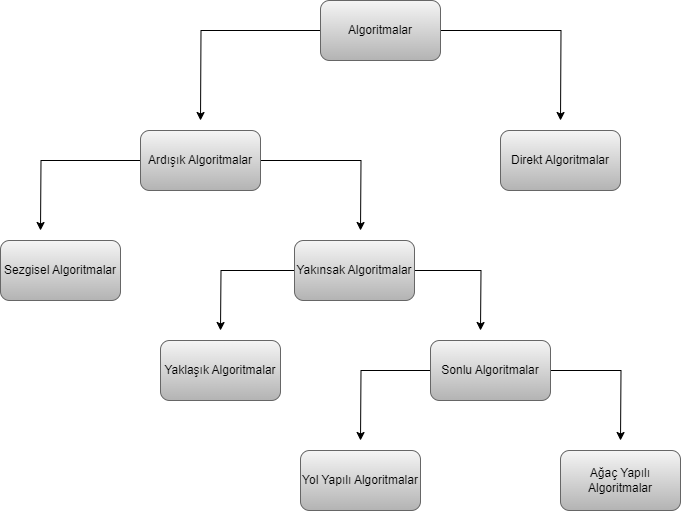 Algoritmalar
Ardışık Algoritmalar
Direkt Algoritmalar
Sezgisel Algoritmalar
Yakınsak Algoritmalar
Yaklaşık Algoritmalar
Sonlu Algoritmalar
Yol Yapılı Algoritmalar
Ağaç Yapılı
Algoritmalar